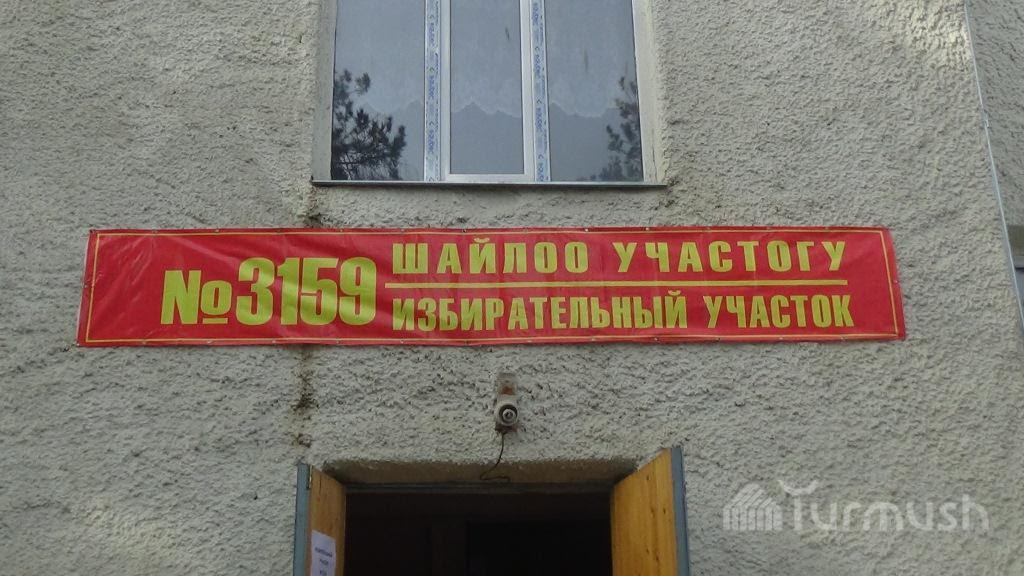 №3159
ШАЙЛОО УЧАСТОГУ
ИЗБИРАТЕЛЬНЫЙ УЧАСТОК
Turmush